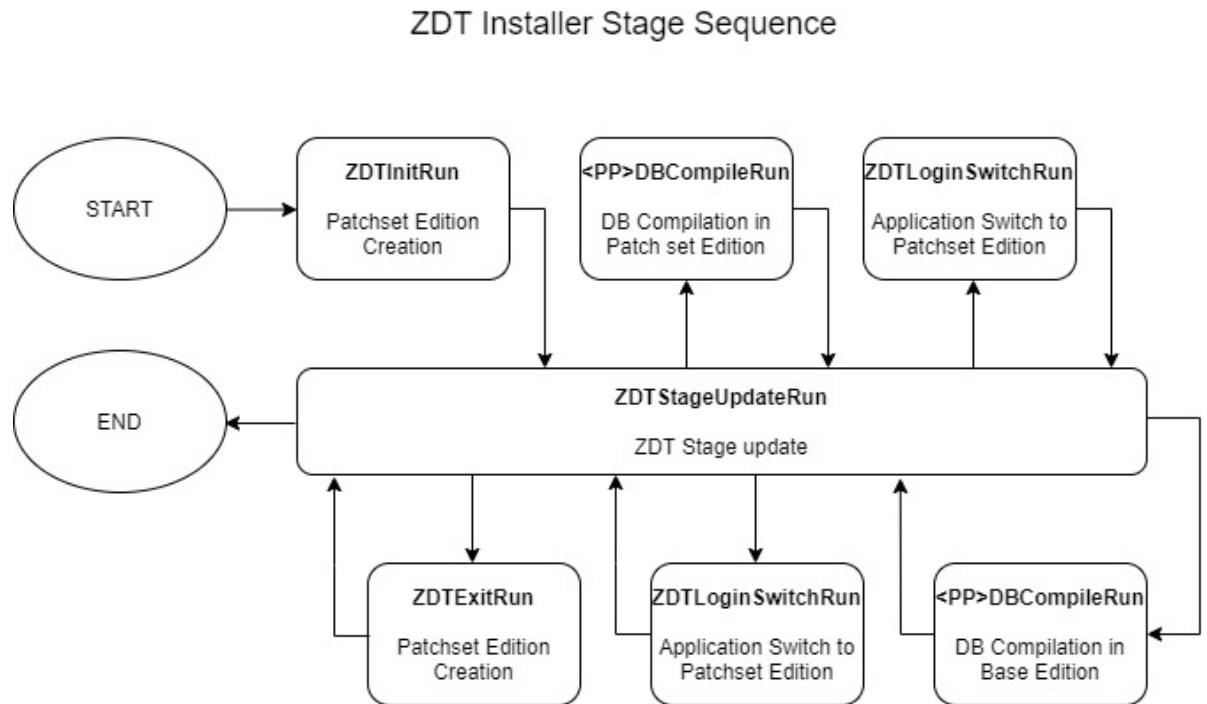 ZDT Installer Stage Sequence
START
ZDTInitRun
Patchset Edition
Creation
<PP>DBCompileRun
DB Compilation in
Patch set Edition
ZDTLoginSwitchRun
Application Switch to
Patchset Edition
END
ZDTStageUpdateRun
ZDT Stage update
ZDTExitRun
Patchset Edition
Creation
ZDTLoginSwitchRun
Application Switch to
Patchset Edition
<PP>DBCompileRun
DB Compilation in
Base Edition